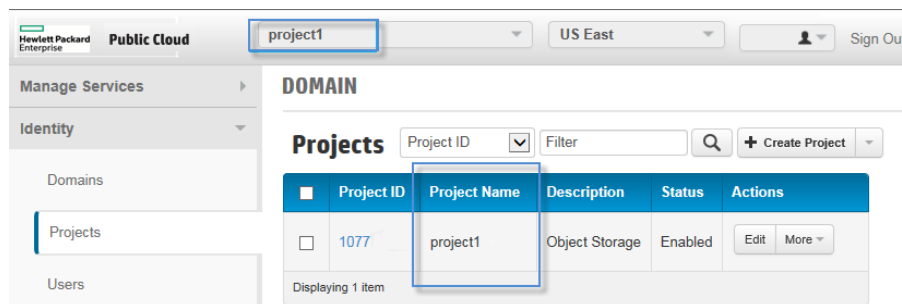 Hewlett Packard
Enterprise
Public Cloud
project1
US East
Sign Ou
Manage Services
DOMAIN
Identity
Projects
Project ID
Filter
Create Project
Domains
Project ID Project Name Description Status Actions
Projects
1077 project1 Object Storage Enabled Edit More
Users
Displaying 1 item